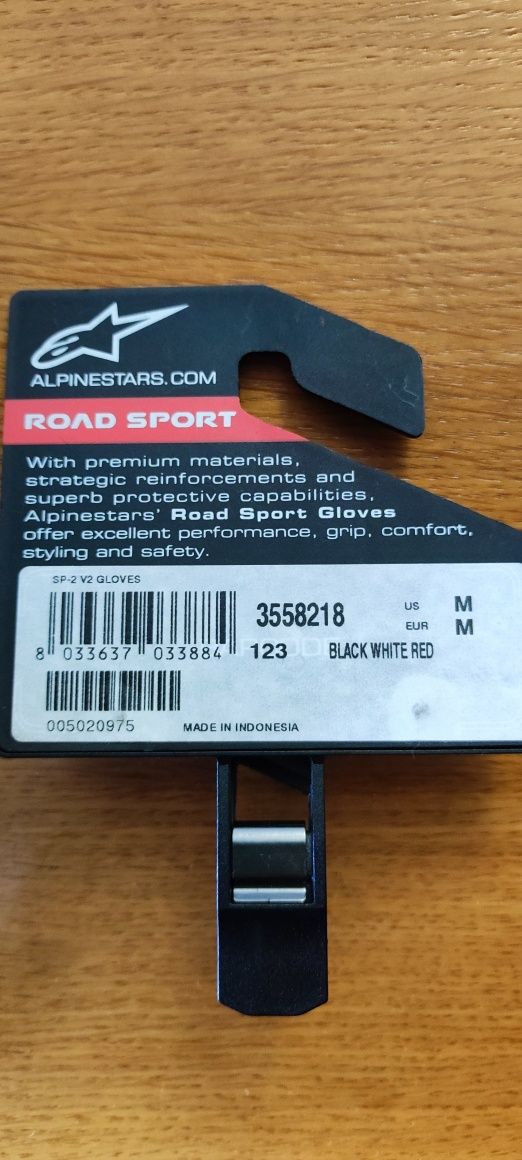 ALPINESTARS.COM
ROAD SPORT
With premium materials,
strategic reinforcements and
superb protective capabilities,
Alpinestars' Road Sport Gloves
offer excellent performance, grip, comfort,
styling and safety.
SP-2 V2 GLOVES
3558218 US M
EUR M
8 033637 033884 123 BLACK WHITE RED
005020975 MADE IN INDONESIA